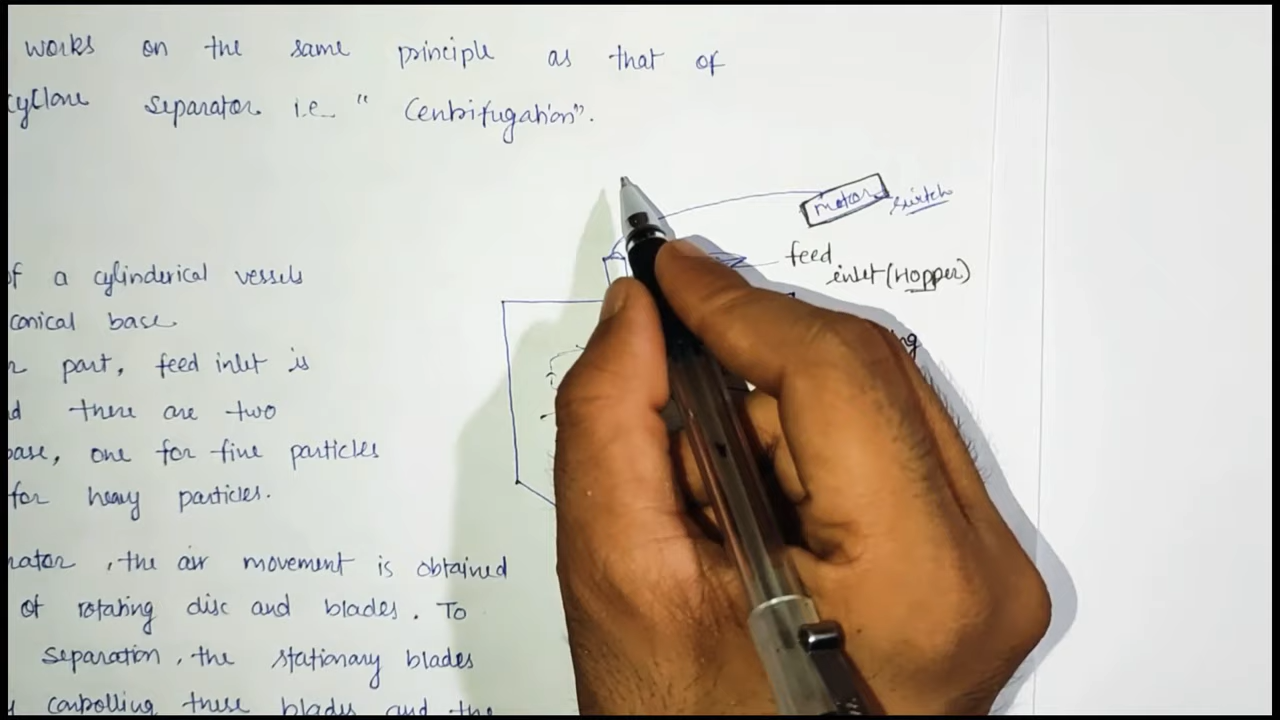 works on the same principle as that of
cyclone separator i.e. " Centrifugation".
motor switch
feed
inlet (Hopper)
of a cylinderical vessels
conical base.
part, feed inlet is
there are two
base, one for fine particles
for heavy particles.
, the air movement is obtained
of rotating disc and blades. To
separation, the stationary blades
controlling these blades and the